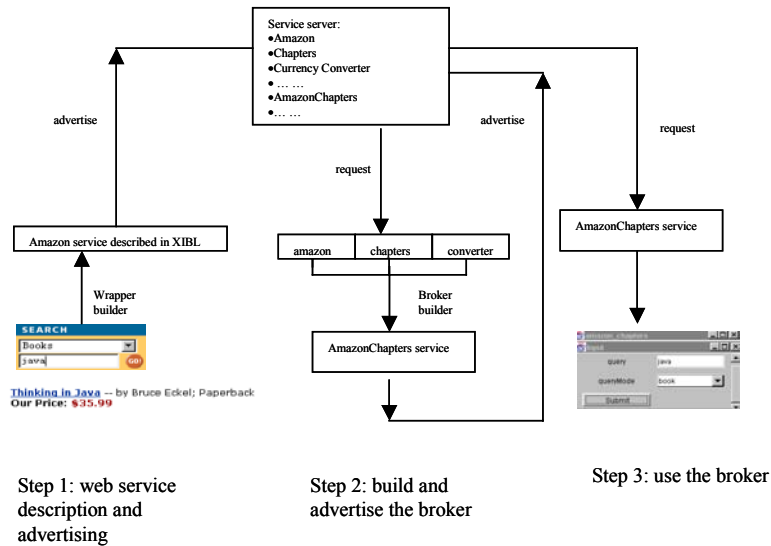 Service server:
•Amazon
•Chapters
•Currency Converter
• … …
•AmazonChapters
•… …
advertise
request
advertise
request
Amazon service described in XIBL
Wrapper
builder
SEARCH
Books
java
GO!
Thinking in Java -- by Bruce Eckel; Paperback
Our Price: $35.99
amazon
chapters
converter
Broker
builder
AmazonChapters service
AmazonChapters service
amazon_chapters
input
query
java
queryMode
book
Submit
Step 1: web service
description and
advertising
Step 2: build and
advertise the broker
Step 3: use the broker